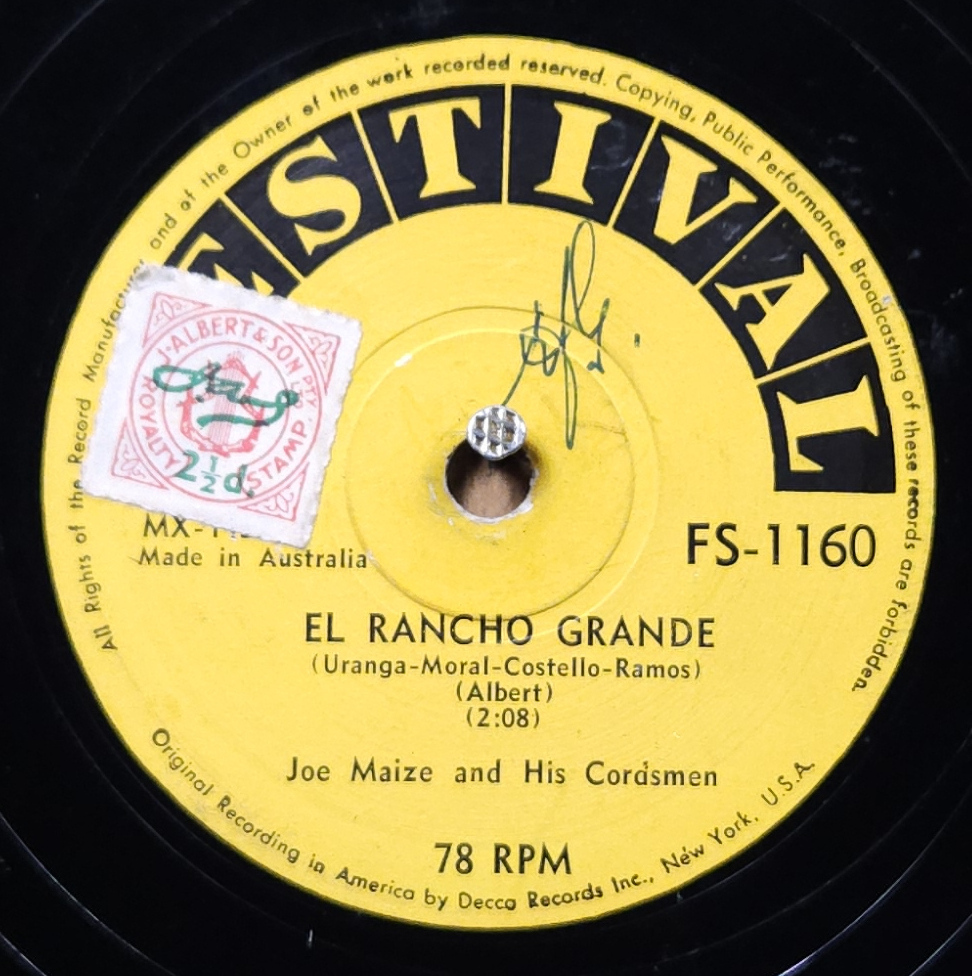 All Rights of the Record Manufacturer and of the Owner of the work recorded reserved. Copying, Public Performance, Broadcasting of these records are forbidden.
FESTIVAL
J. ALBERT & SON PTY
ROYALTY STAMP
2½d.
MX-
Made in Australia
FS-1160
EL RANCHO GRANDE
(Uranga-Moral-Costello-Ramos)
(Albert)
(2:08)
Joe Maize and His Cordsmen
78 RPM
Original Recording in America by Decca Records Inc., New York, U.S.A.